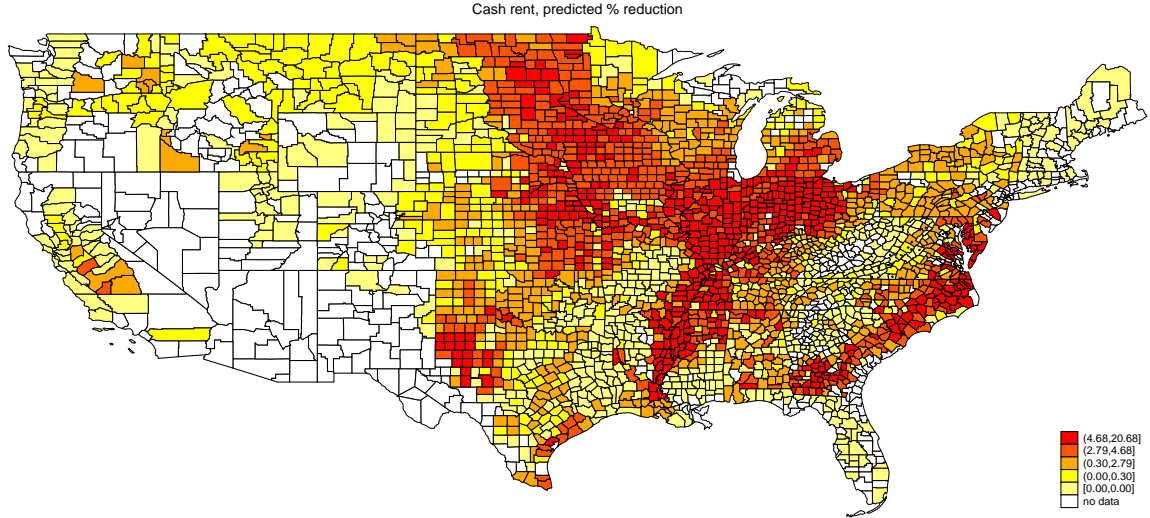 Cash rent, predicted % reduction
(4.68,20.68]
(2.79,4.68]
(0.30,2.79]
(0.00,0.30]
[0.00,0.00]
no data